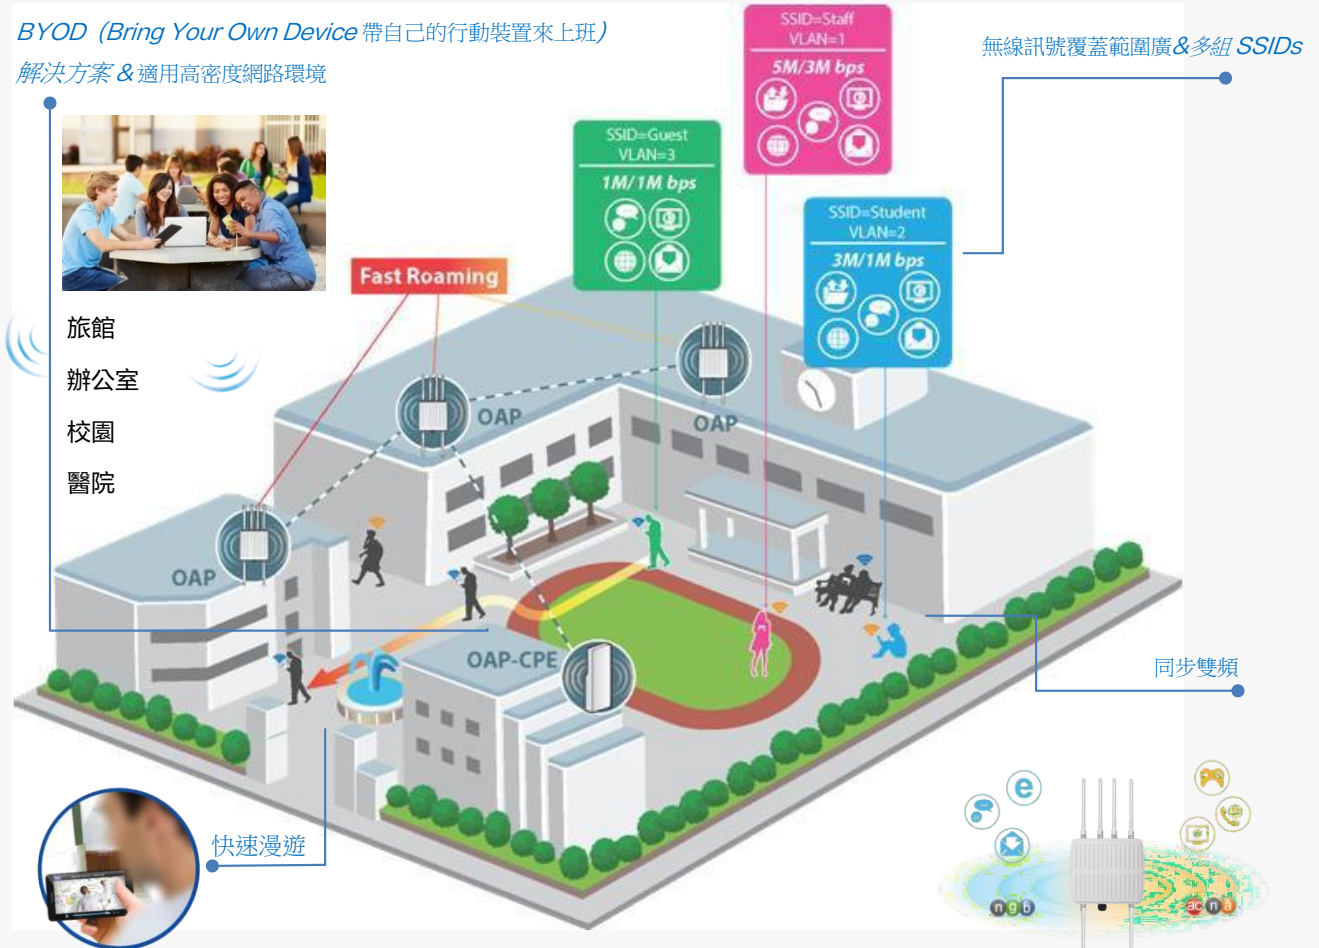 BYOD (Bring Your Own Device 帶自己的行動裝置來上班)
解決方案 & 適用高密度網路環境
無線訊號覆蓋範圍廣&多組 SSIDs
SSID=Staff
VLAN=1
5M/3M bps
SSID=Guest
VLAN=3
1M/1M bps
SSID=Student
VLAN=2
3M/1M bps
Fast Roaming
旅館
辦公室
校園
醫院
OAP
OAP
OAP
OAP-CPE
同步雙頻
快速漫遊
e
n g b
ac n a